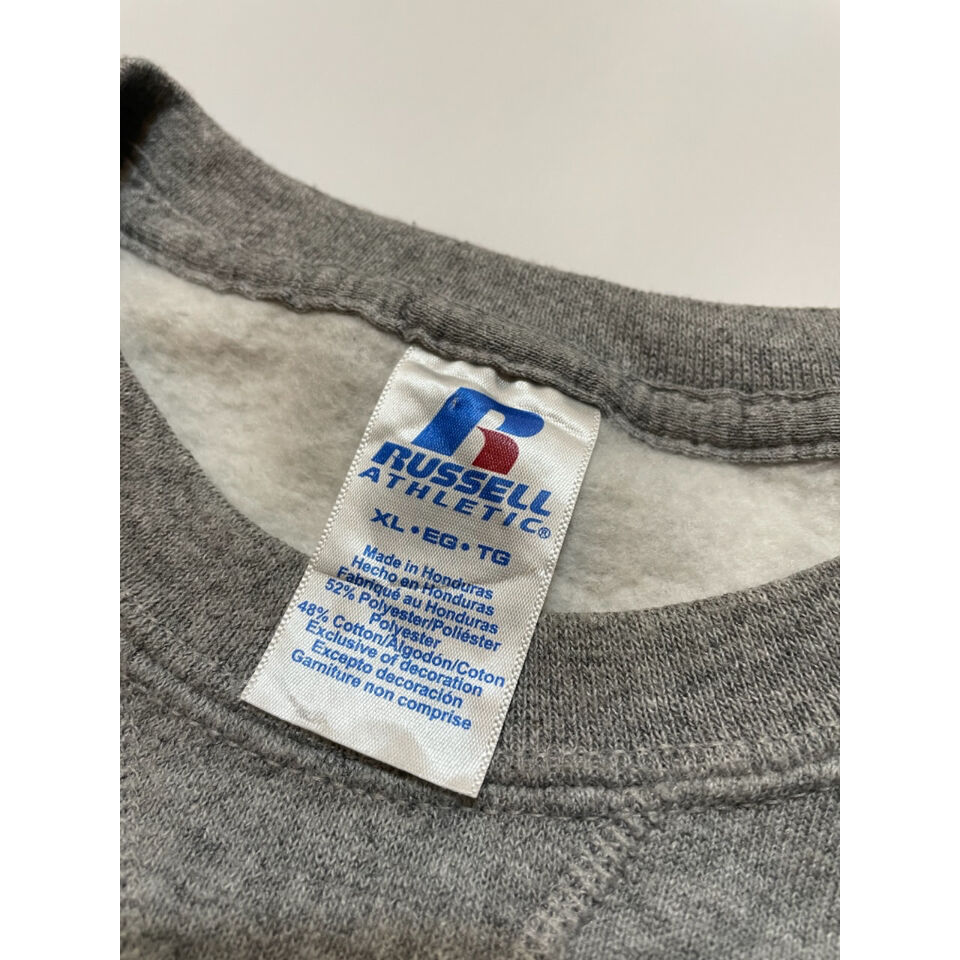 R
RUSSELL
ATHLETIC®
XL • EG • TG
Made in Honduras
Hecho en Honduras
Fabriqué au Honduras
52% Polyester/Poliéster
Polyester
48% Cotton/Algodón/Coton
Exclusive of decoration
Excepto decoración
Garniture non comprise